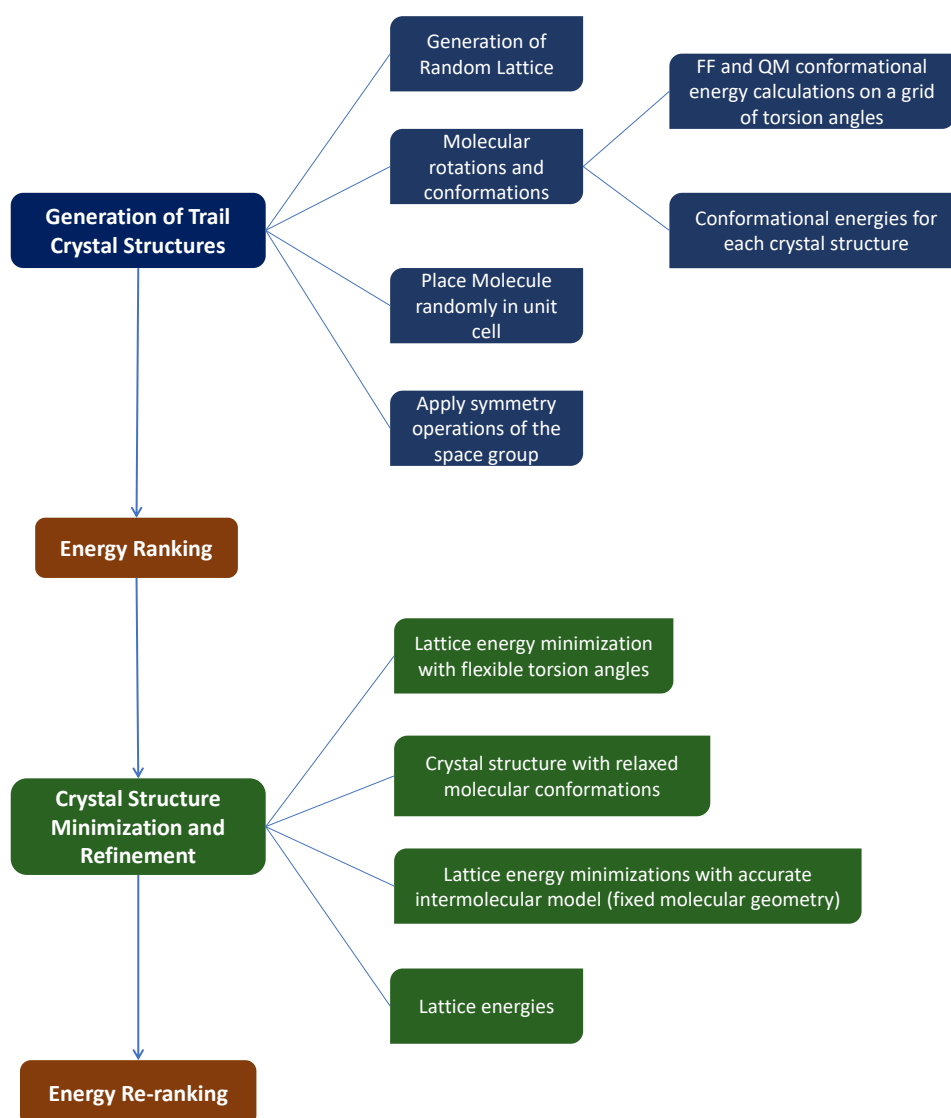 Generation of
Random Lattice
FF and QM conformational
energy calculations on a grid
of torsion angles
Molecular
rotations and
conformations
Generation of Trail
Crystal Structures
Conformational energies for
each crystal structure
Place Molecule
randomly in unit
cell
Apply symmetry
operations of the
space group
Energy Ranking
Lattice energy minimization
with flexible torsion angles
Crystal structure with relaxed
molecular conformations
Crystal Structure
Minimization and
Refinement
Lattice energy minimizations with accurate
intermolecular model (fixed molecular geometry)
Lattice energies
Energy Re-ranking